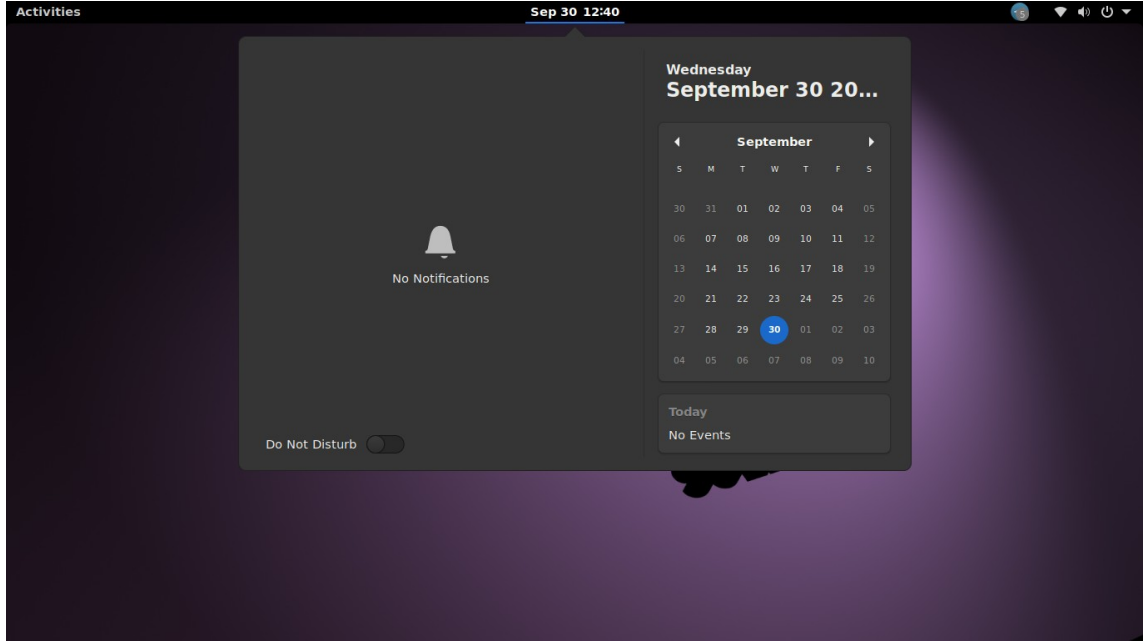 Activities
Sep 30 12:40
5
Wednesday
September 30 20...
September
S M T W T F S
30 31 01 02 03 04 05
06 07 08 09 10 11 12
13 14 15 16 17 18 19
20 21 22 23 24 25 26
27 28 29 30 01 02 03
04 05 06 07 08 09 10
No Notifications
Today
No Events
Do Not Disturb